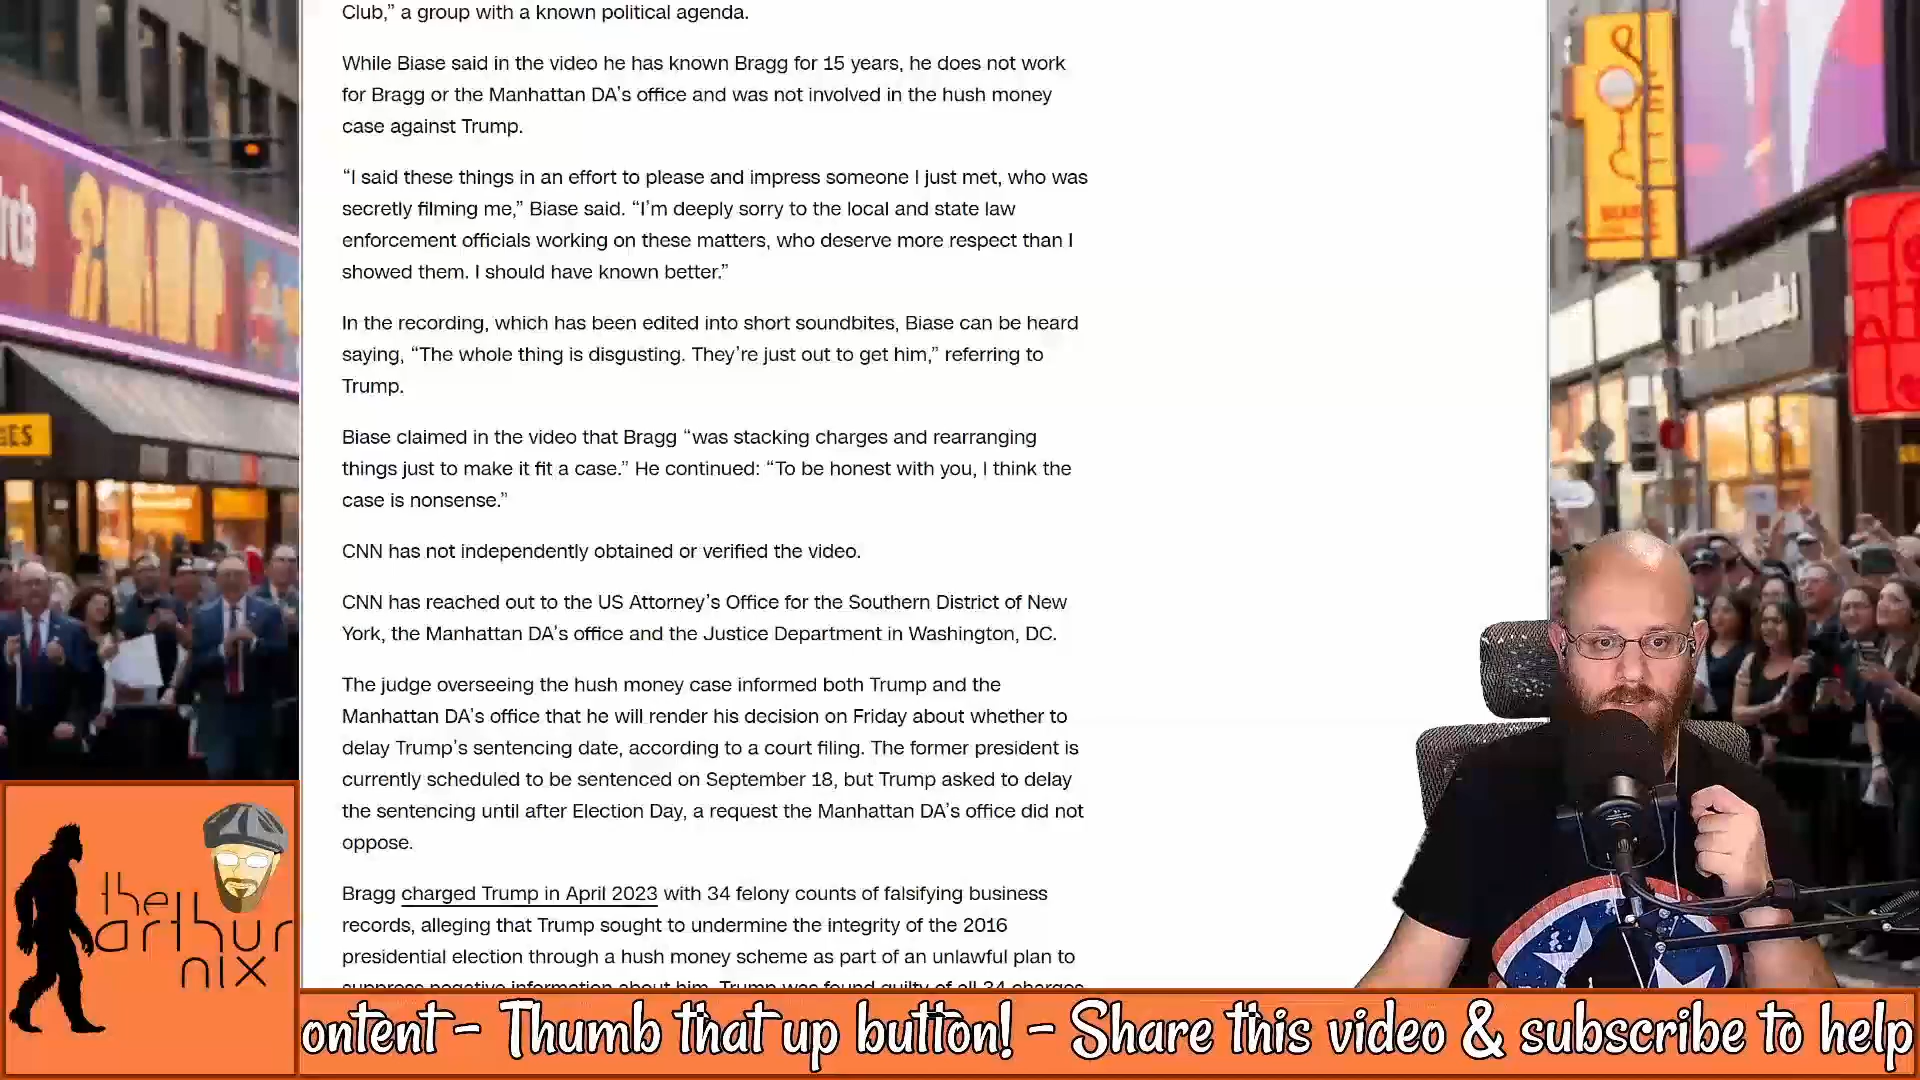 Club,” a group with a known political agenda.
While Biase said in the video he has known Bragg for 15 years, he does not work
for Bragg or the Manhattan DA’s office and was not involved in the hush money
case against Trump.
“I said these things in an effort to please and impress someone I just met, who was
secretly filming me,” Biase said. “I’m deeply sorry to the local and state law
enforcement officials working on these matters, who deserve more respect than I
showed them. I should have known better.”
In the recording, which has been edited into short soundbites, Biase can be heard
saying, “The whole thing is disgusting. They’re just out to get him,” referring to
Trump.
Biase claimed in the video that Bragg “was stacking charges and rearranging
things just to make it fit a case.” He continued: “To be honest with you, I think the
case is nonsense.”
CNN has not independently obtained or verified the video.
CNN has reached out to the US Attorney’s Office for the Southern District of New
York, the Manhattan DA’s office and the Justice Department in Washington, DC.
The judge overseeing the hush money case informed both Trump and the
Manhattan DA’s office that he will render his decision on Friday about whether to
delay Trump’s sentencing date, according to a court filing. The former president is
currently scheduled to be sentenced on September 18, but Trump asked to delay
the sentencing until after Election Day, a request the Manhattan DA’s office did not
oppose.
Bragg charged Trump in April 2023 with 34 felony counts of falsifying business
records, alleging that Trump sought to undermine the integrity of the 2016
presidential election through a hush money scheme as part of an unlawful plan to
suppress negative information about him. Trump was found guilty of all 34 charges
the
arthur
nix
ontent - Thumb that up button! - Share this video & subscribe to help